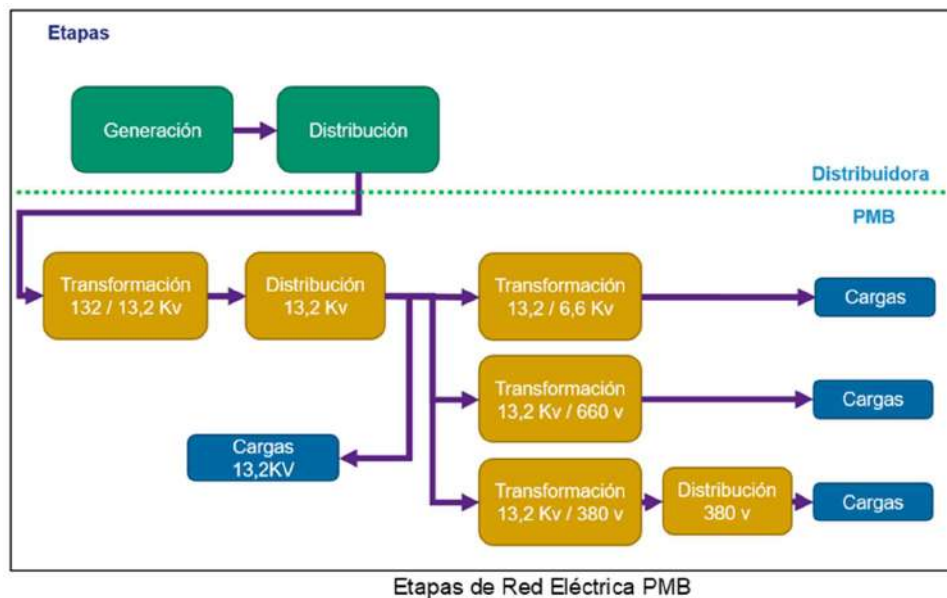 Etapas
Generación
Distribución
Distribuidora
PMB
Transformación
132 / 13,2 Kv
Distribución
13,2 Kv
Transformación
13,2 / 6,6 Kv
Cargas
Transformación
13,2 Kv / 660 v
Cargas
Cargas
13,2KV
Transformación
13,2 Kv / 380 v
Distribución
380 v
Cargas
Etapas de Red Eléctrica PMB